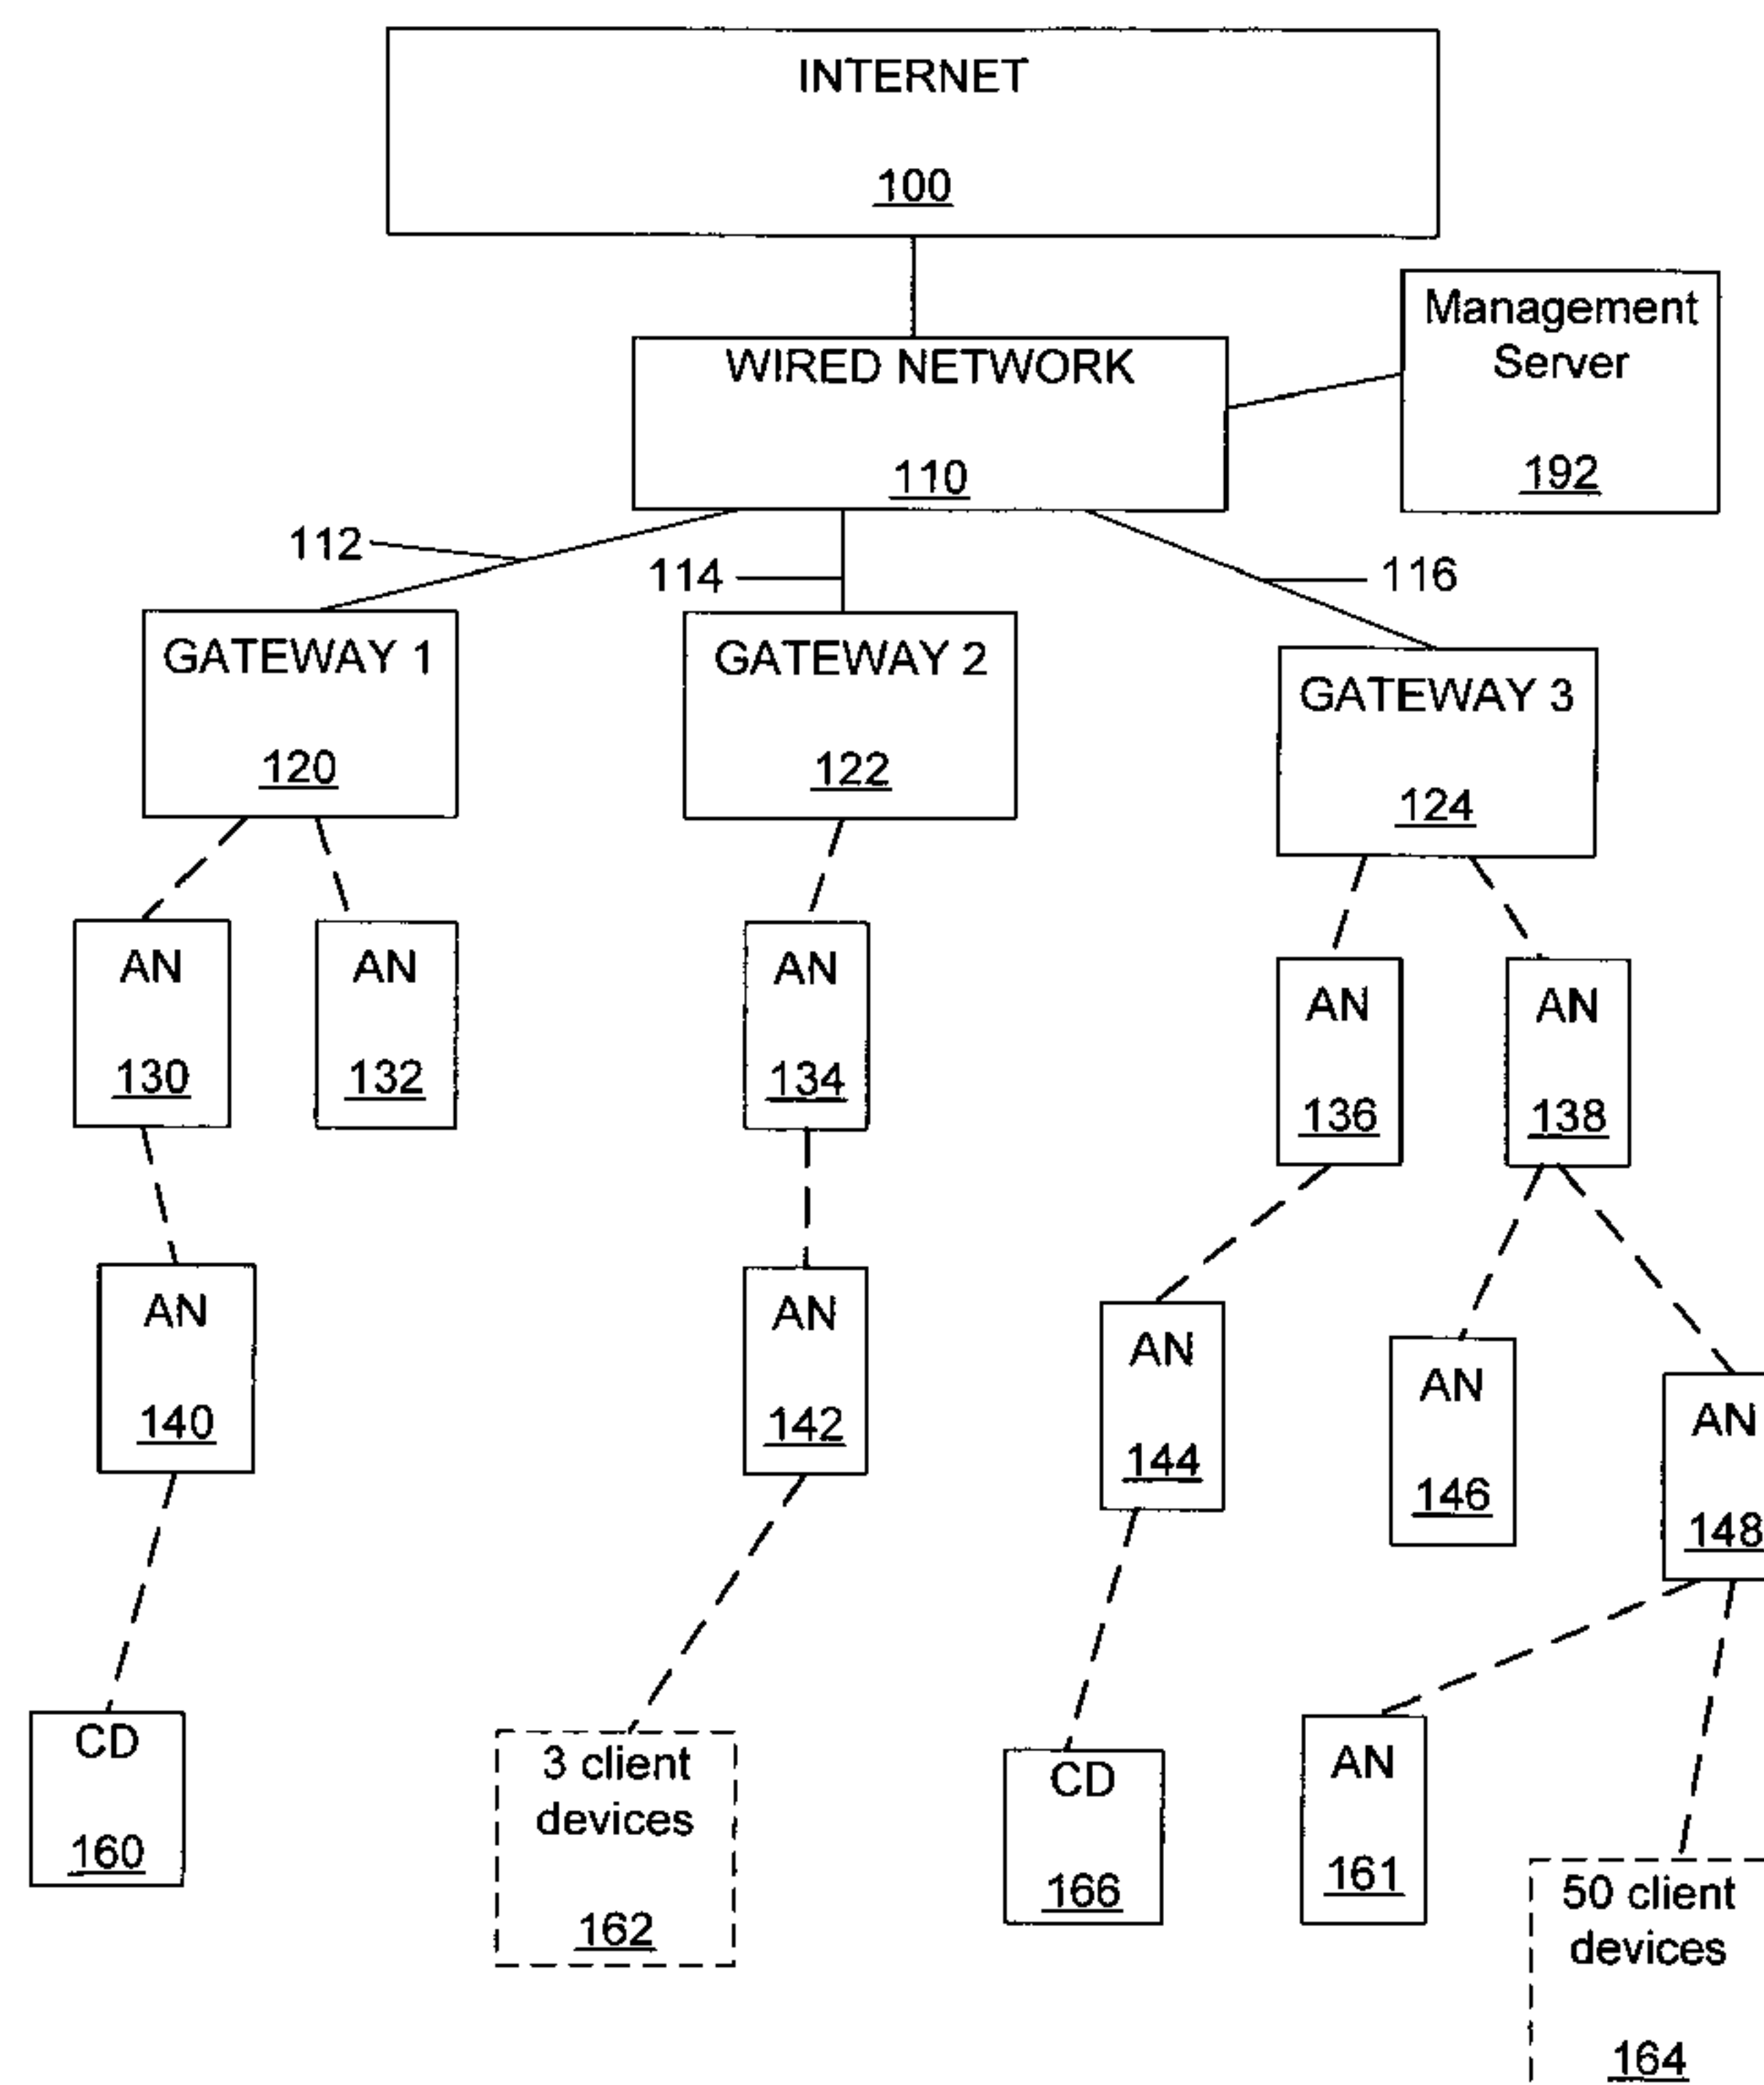 INTERNET
100
Management
Server
192
WIRED NETWORK
110
112
114
116
GATEWAY 1
120
GATEWAY 2
122
GATEWAY 3
124
AN
130
AN
132
AN
134
AN
136
AN
138
AN
140
AN
142
AN
144
AN
146
AN
148
CD
160
3 client
devices
162
CD
166
AN
161
50 client
devices
164